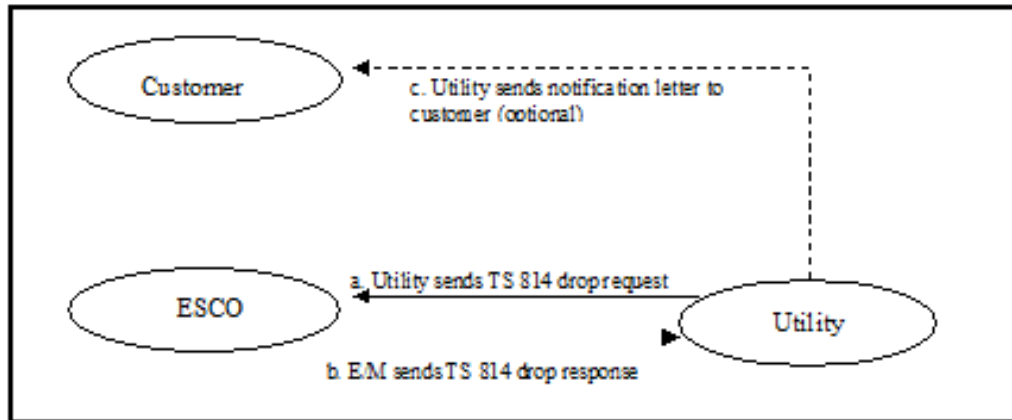 Customer
c. Utility sends notification letter to
customer (optional)
a. Utility sends TS 814 drop request
ESCO
Utility
b. E/M sends TS 814 drop response